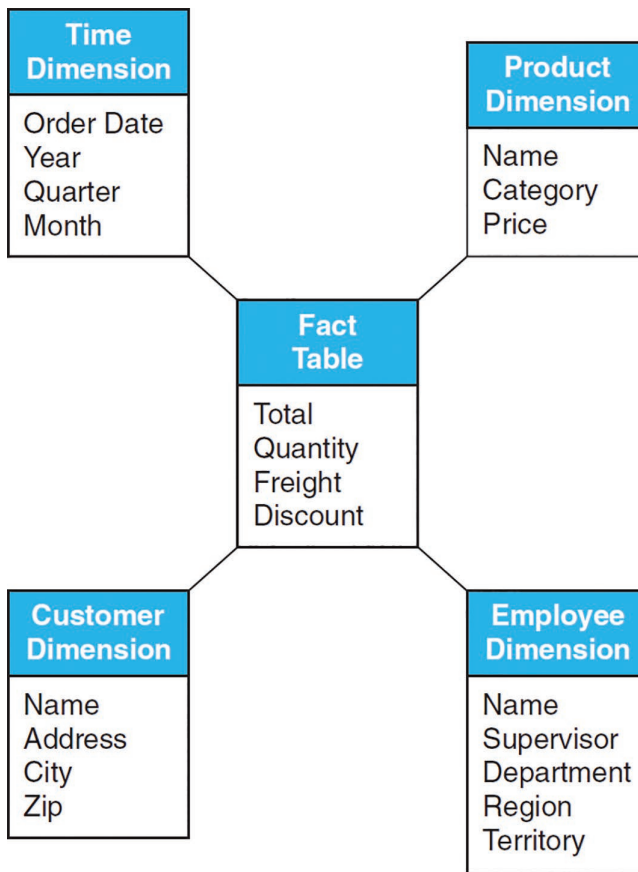 Time
Dimension
Order Date
Year
Quarter
Month
Product
Dimension
Name
Category
Price
Fact
Table
Total
Quantity
Freight
Discount
Customer
Dimension
Name
Address
City
Zip
Employee
Dimension
Name
Supervisor
Department
Region
Territory